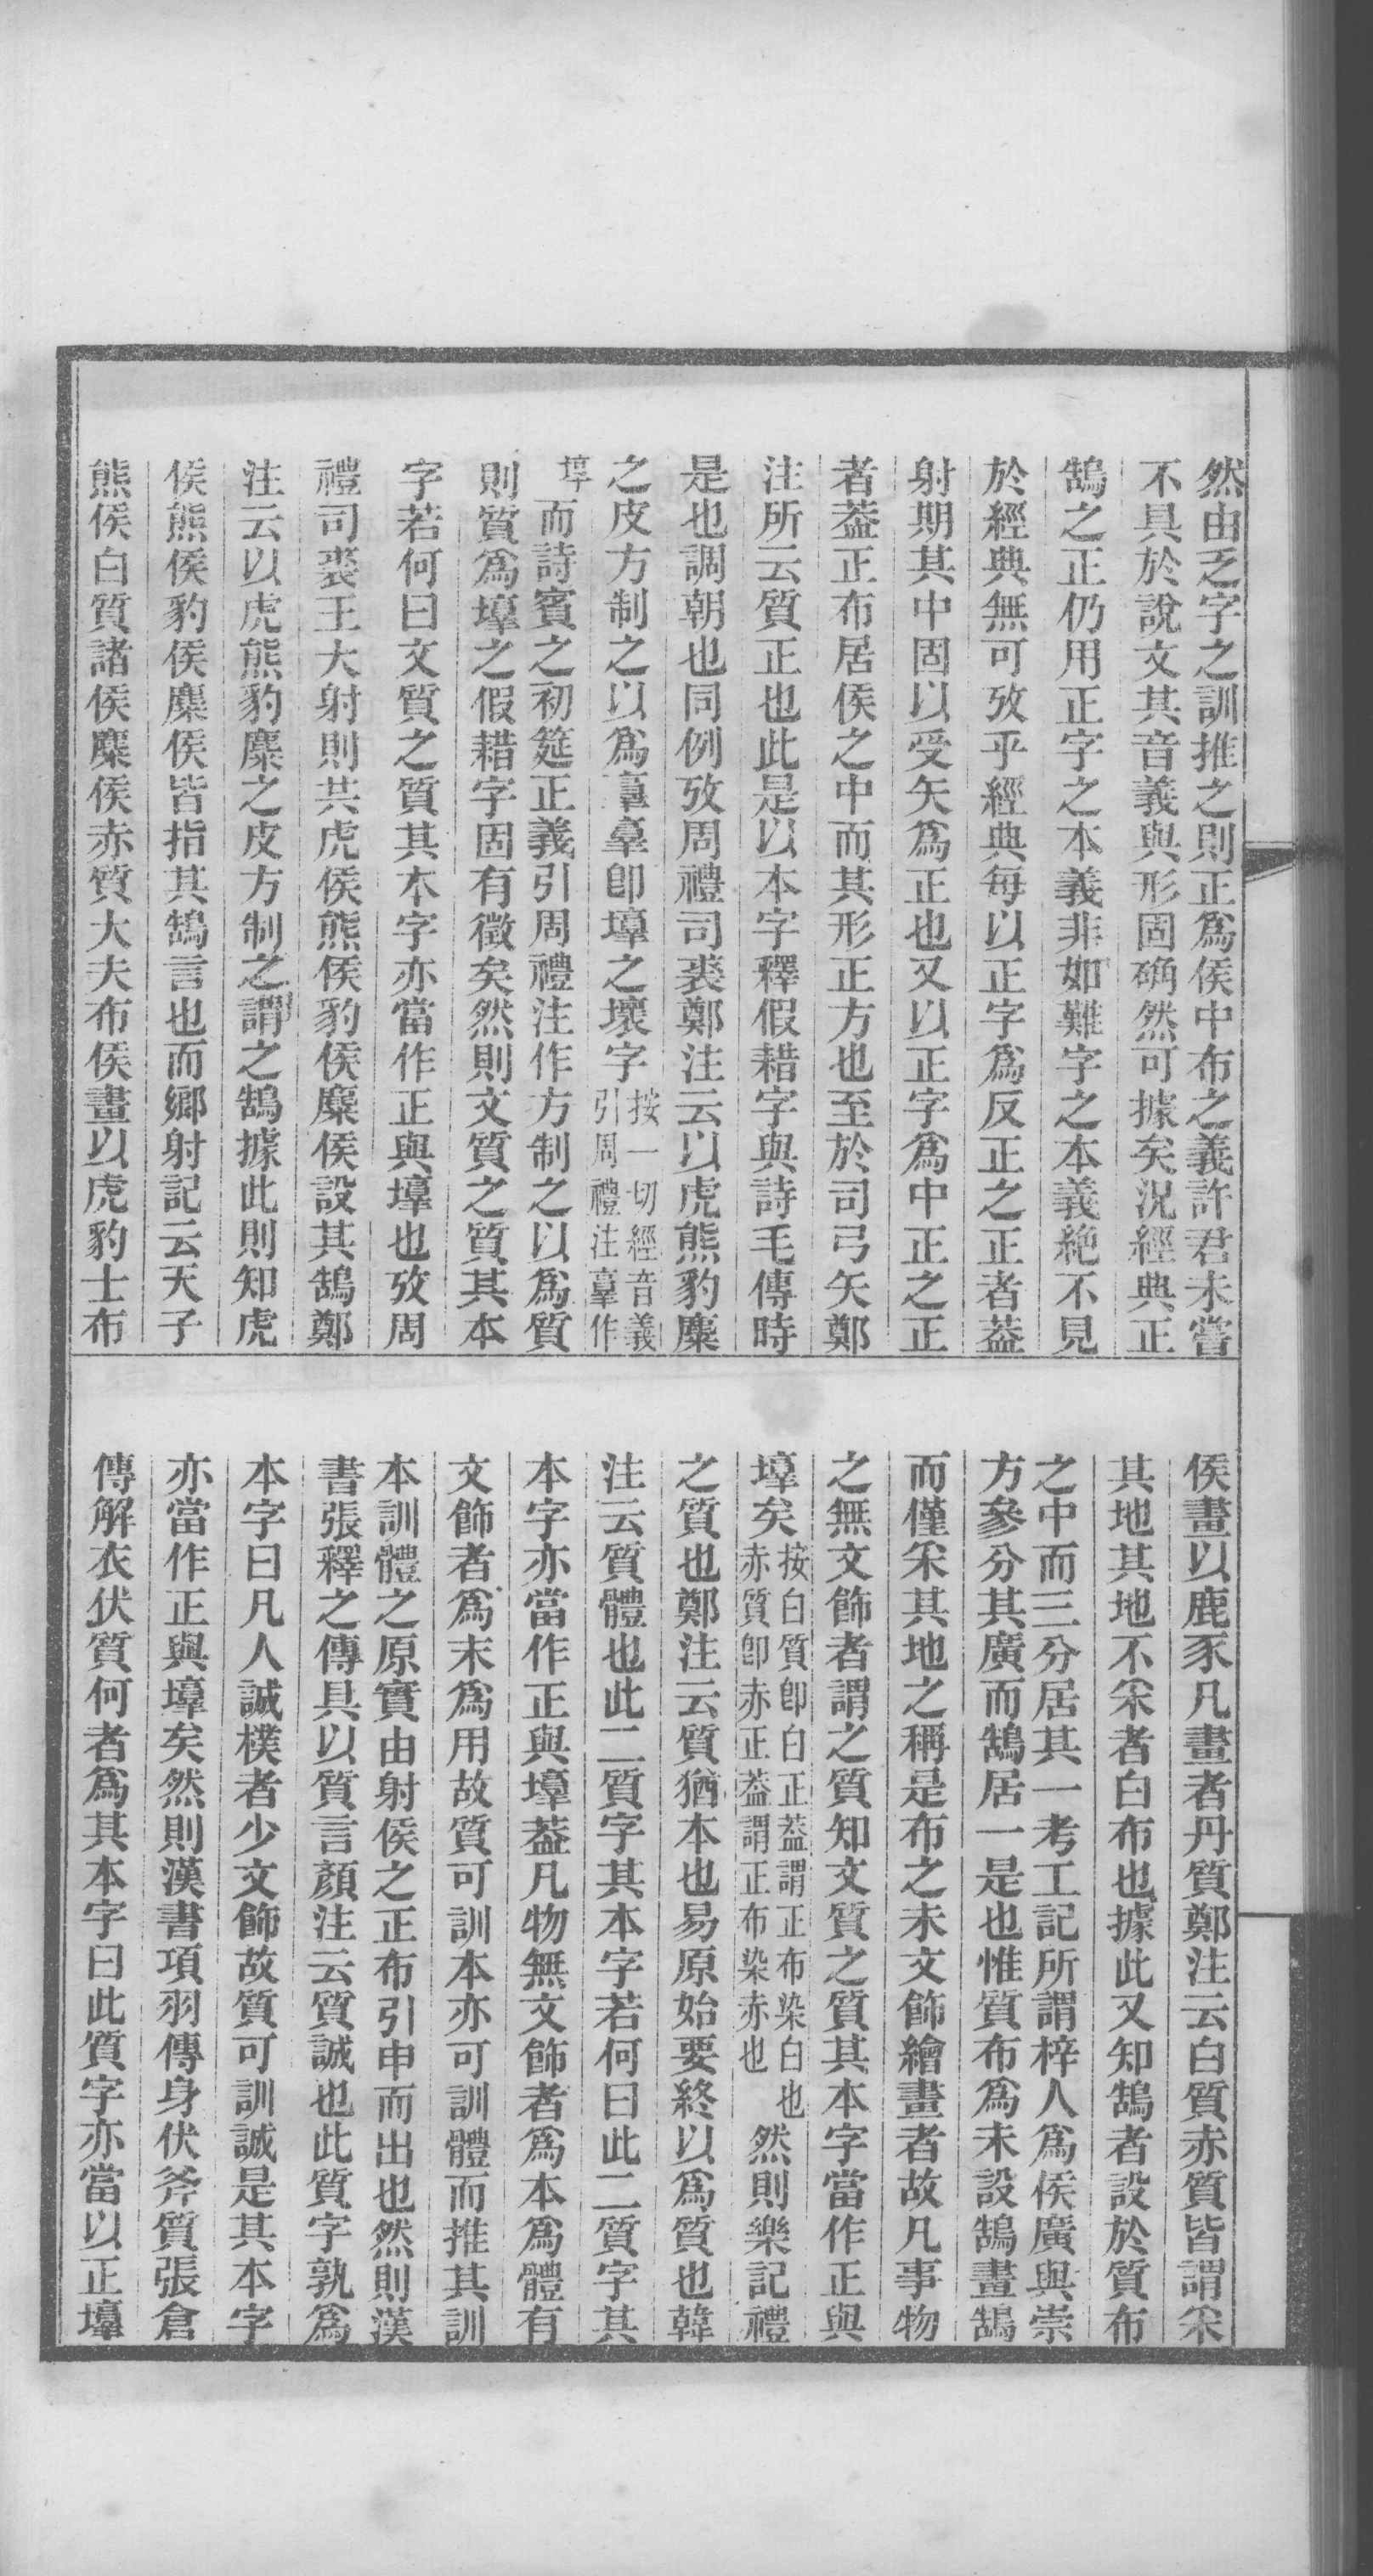 然由乏字之訓推之則正爲侯中布之義許君未嘗
不具於說文其音義與形固确然可據矣況經典正
鵠之正仍用正字之本義非如難字之本義絶不見
於經典無可攷乎經典每以正字爲反正之正者葢
射期其中固以受矢爲正也又以正字爲中正之正
者葢正布居侯之中而其形正方也至於司弓矢鄭
注所云質正也此是以本字釋假耤字與詩毛傳時
是也調朝也同例攷周禮司裘鄭注云以虎熊豹麋
之皮方制之以爲𦎫𦎫卽壿之壞字按一切經音義引周禮注𦎫作
埻而詩賓之初筵正義引周禮注作方制之以爲質
則質爲壿之假耤字固有徵矣然則文質之質其本
字若何曰文質之質其本字亦當作正與壿也攷周
禮司裘王大射則共虎侯熊侯豹侯麋侯設其鵠鄭
注云以虎熊豹麋之皮方制之謂之鵠據此則知虎
侯熊侯豹侯麋侯皆指其鵠言也而鄉射記云天子
熊侯白質諸侯麋侯赤質大夫布侯畫以虎豹士布
侯畫以鹿豕凡畫者丹質鄭注云白質赤質皆謂采
其地其地不采者白布也據此又知鵠者設於質布
之中而三分居其一考工記所謂梓人爲侯廣與崇
方參分其廣而鵠居一是也惟質布爲未設鵠畫鵠
而僅采其地之稱是布之未文飾繪畫者故凡事物
之無文飾者謂之質知文質之質其本字當作正與
壿矣按白質卽白正葢謂正布染白也赤質卽赤正葢謂正布染赤也然則樂記禮
之質也鄭注云質猶本也易原始要終以爲質也韓
注云質體也此二質字其本字若何曰此二質字其
本字亦當作正與壿葢凡物無文飾者爲本爲體有
文飾者爲末爲用故質可訓本亦可訓體而推其訓
本訓體之原實由射侯之正布引申而出也然則漢
書張釋之傳具以質言顏注云質誠也此質字孰爲
本字曰凡人誠樸者少文飾故質可訓誠是其本字
亦當作正與壿矣然則漢書項羽傳身伏斧質張倉
傳解衣伏質何者爲其本字曰此質字亦當以正壿